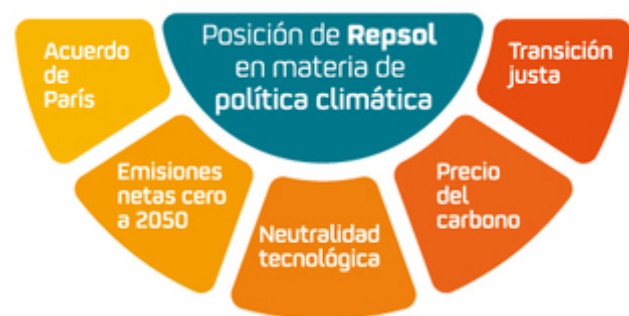 Posición de Repsol
en materia de
política climática
Acuerdo
de
París
Emisiones
netas cero
a 2050
Neutralidad
tecnológica
Precio
del
carbono
Transición
justa